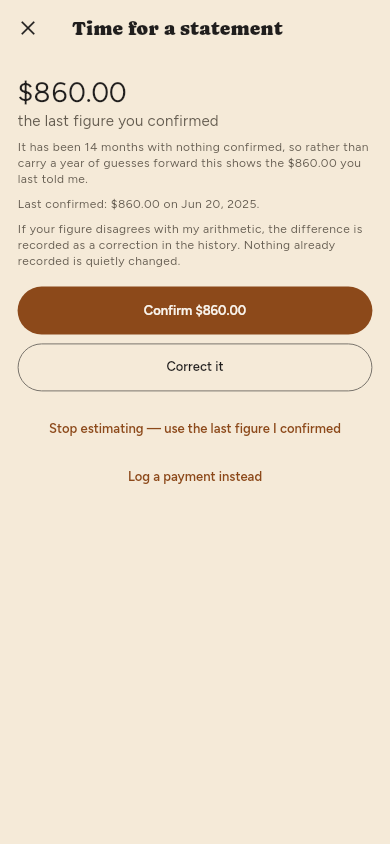 Time for a statement
$860.00
the last figure you confirmed
It has been 14 months with nothing confirmed, so rather than
carry a year of guesses forward this shows the $860.00 you
last told me.
Last confirmed: $860.00 on Jun 20, 2025.
If your figure disagrees with my arithmetic, the difference is
recorded as a correction in the history. Nothing already
recorded is quietly changed.
Confirm $860.00
Correct it
Stop estimating — use the last figure I confirmed
Log a payment instead